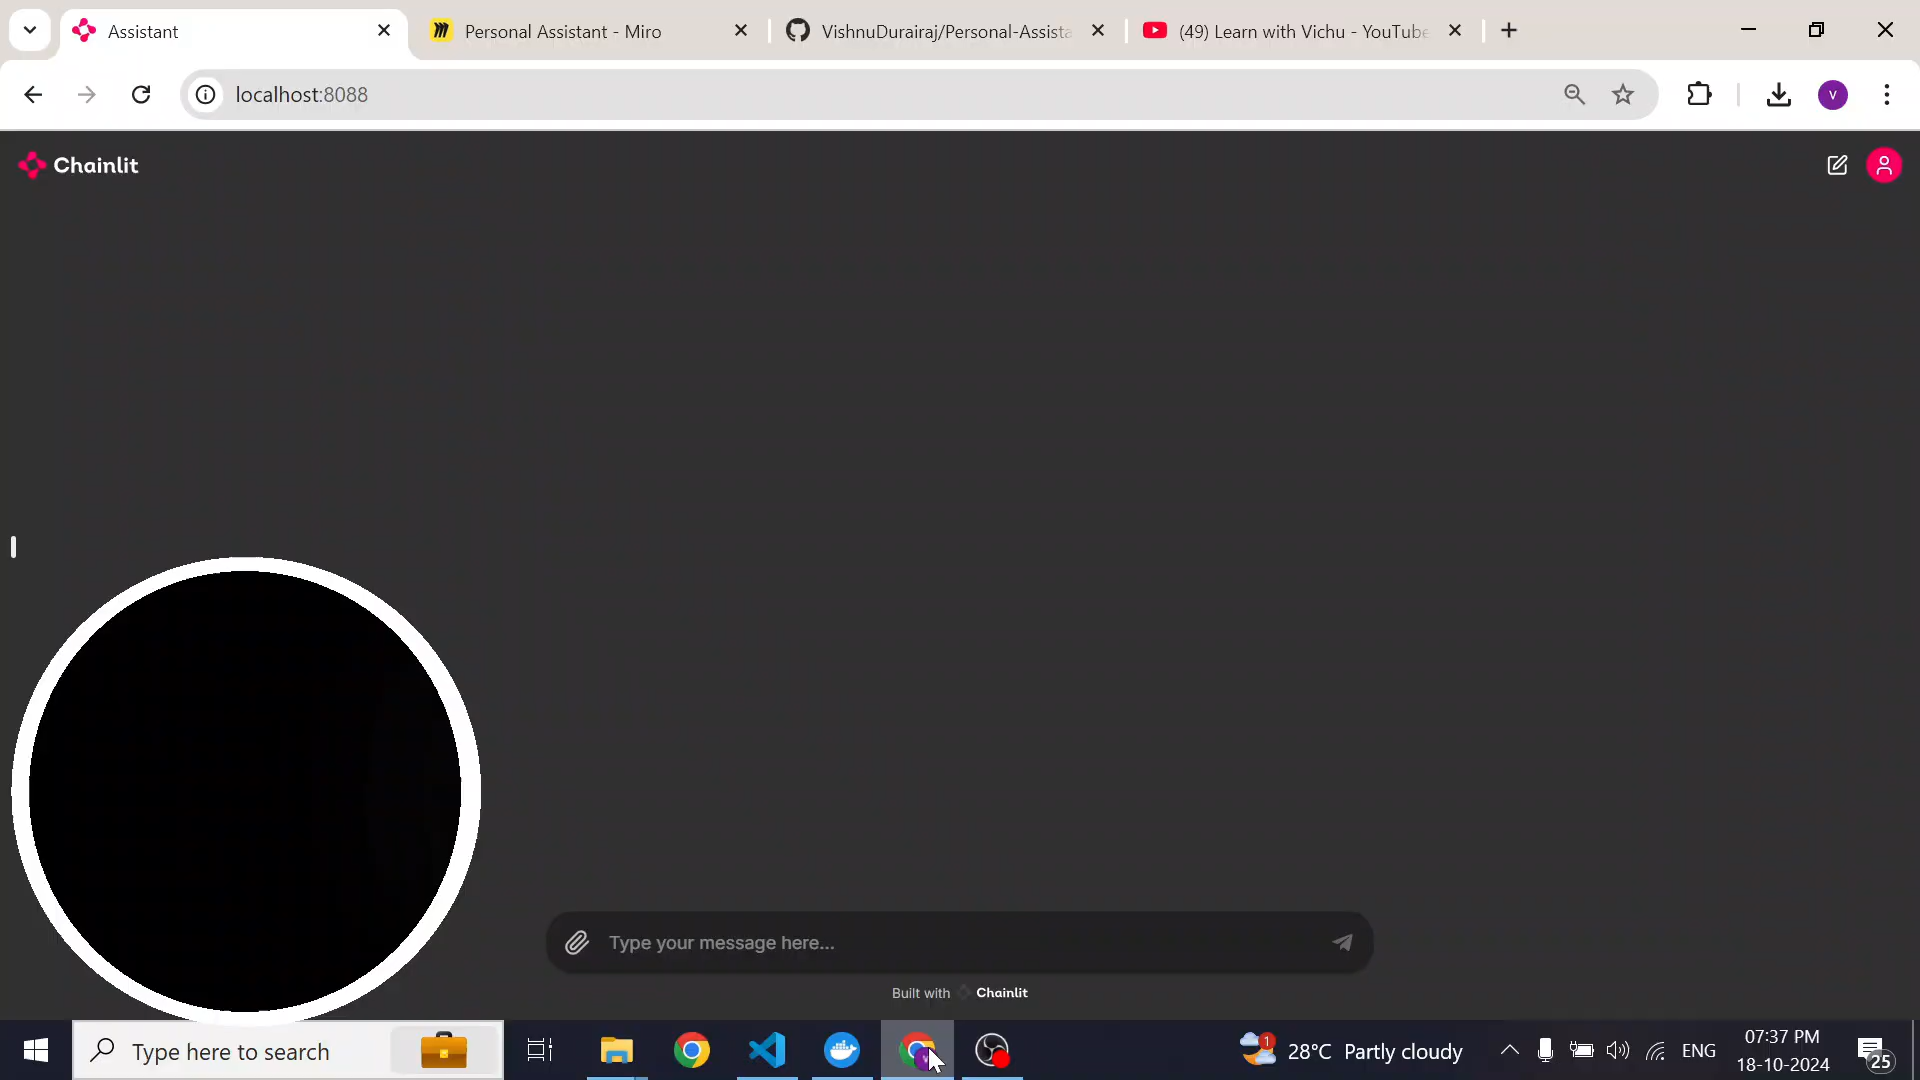 Assistant
Personal Assistant - Miro
VishnuDurairaj/Personal-Assista
(49) Learn with Vichu - YouTube
localhost:8088
V
Chainlit
Type your message here...
Built with Chainlit
Type here to search
1
28°C Partly cloudy
ENG
07:37 PM
18-10-2024
25